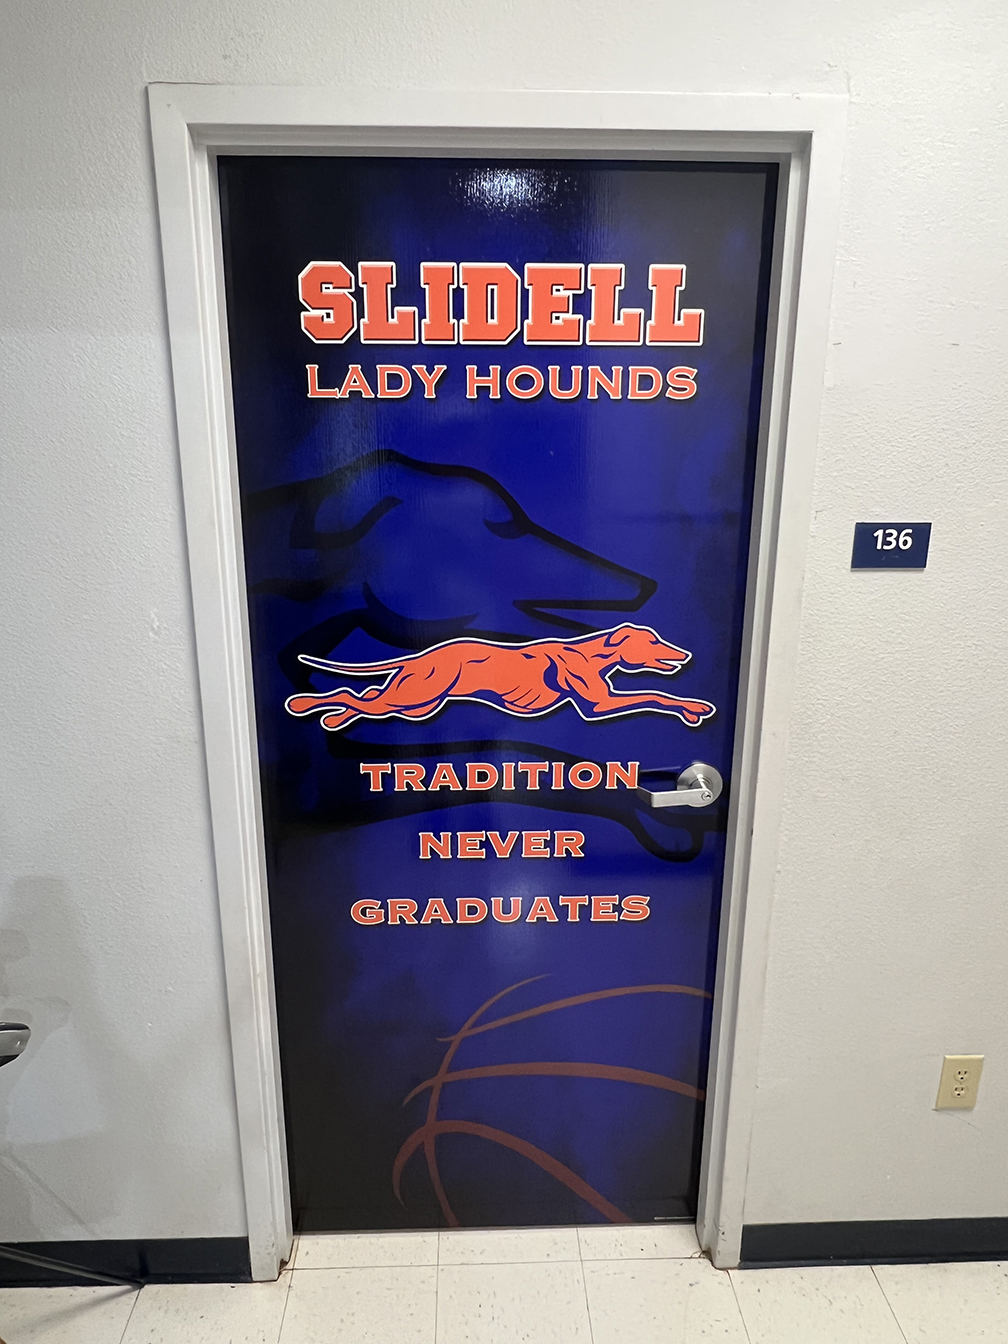 SLIDELL
LADY HOUNDS
136
TRADITION
NEVER
GRADUATES